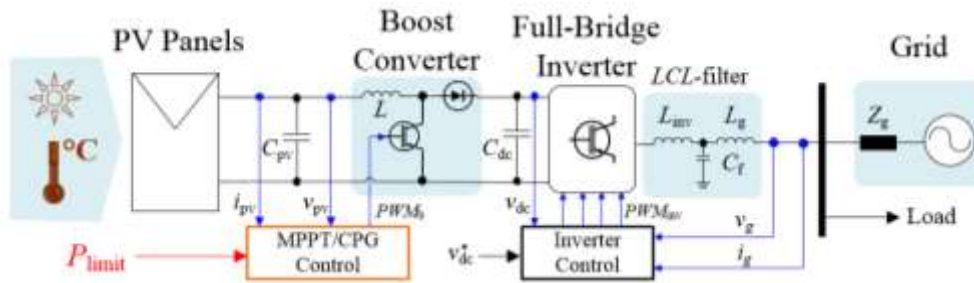 PV Panels
Boost
Converter
Full-Bridge
Inverter
Grid
LCL-filter
°C
L
C_pv
C_dc
L_inv
L_g
C_f
Z_g
i_pv
v_pv
PWM_b
v_dc
PWM_inv
v_g
i_g
Load
P_limit
MPPT/CPG
Control
v*_dc
Inverter
Control